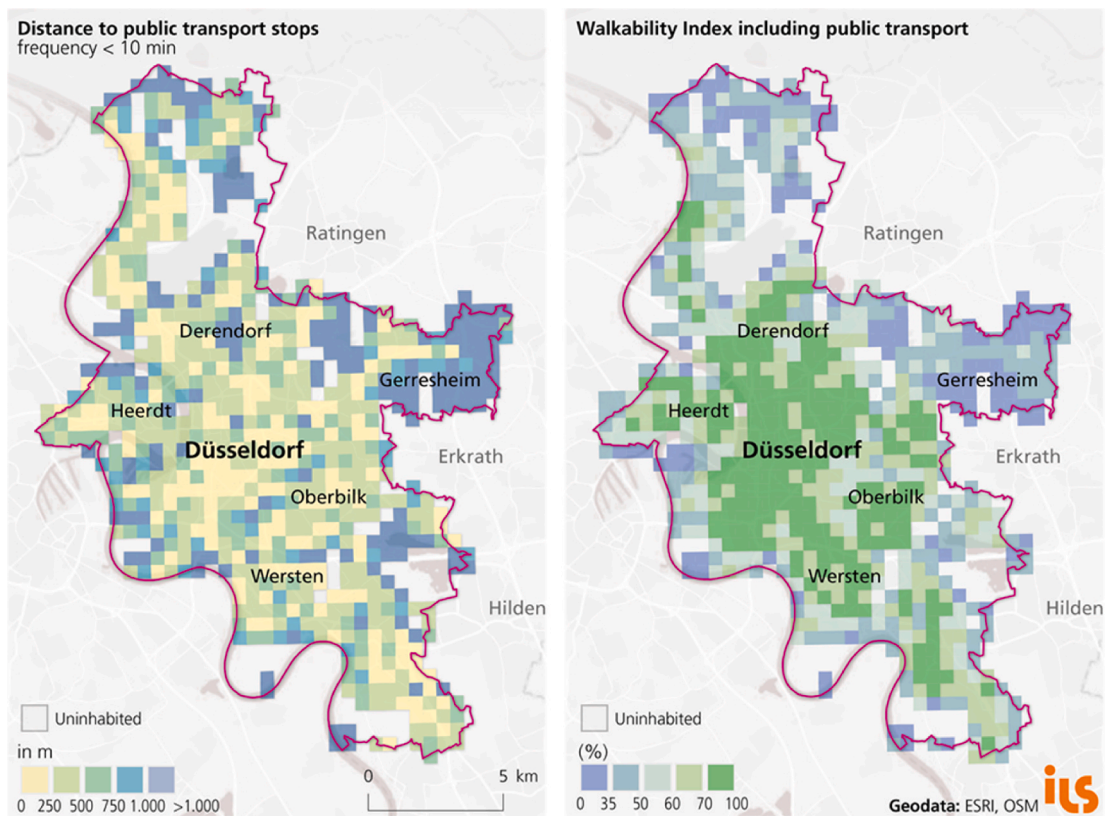 Distance to public transport stops
frequency < 10 min
Ratingen
Derendorf
Gerresheim
Heerdt
Düsseldorf
Erkrath
Oberbilk
Wersten
Hilden
Uninhabited
in m
0 250 500 750 1.000 >1.000
0 5 km
Walkability Index including public transport
Ratingen
Derendorf
Gerresheim
Heerdt
Düsseldorf
Erkrath
Oberbilk
Wersten
Hilden
Uninhabited
(%)
0 35 50 60 70 100
Geodata: ESRI, OSM
ils